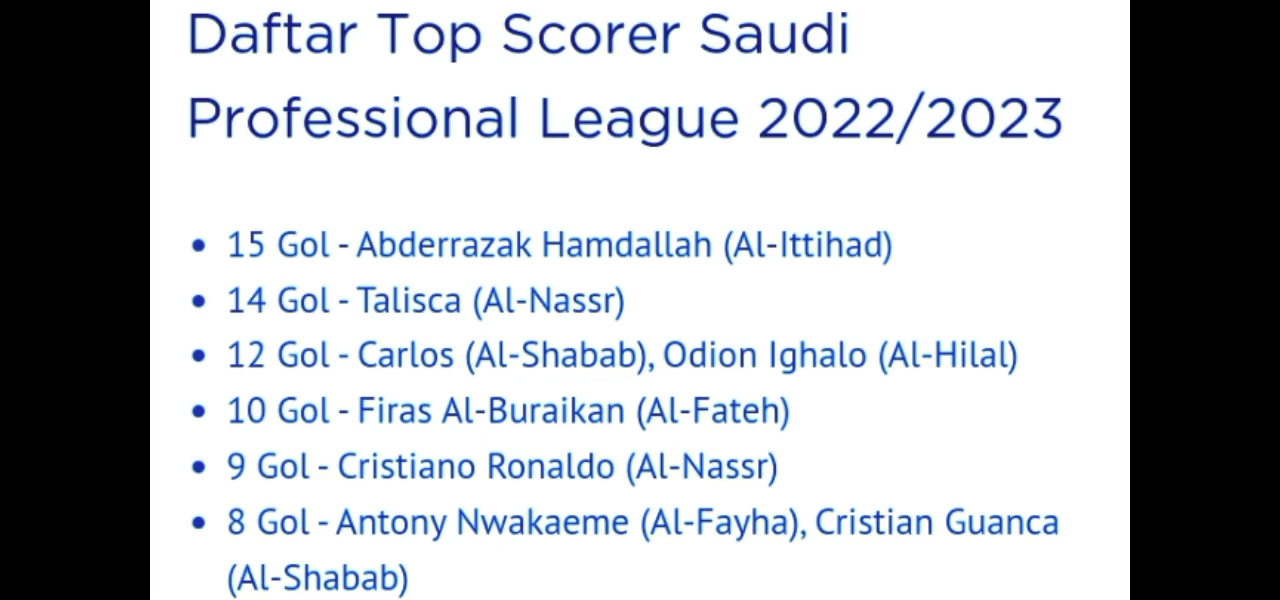 Daftar Top Scorer Saudi
Professional League 2022/2023
• 15 Gol - Abderrazak Hamdallah (Al-Ittihad)
• 14 Gol - Talisca (Al-Nassr)
• 12 Gol - Carlos (Al-Shabab), Odion Ighalo (Al-Hilal)
• 10 Gol - Firas Al-Buraikan (Al-Fateh)
• 9 Gol - Cristiano Ronaldo (Al-Nassr)
• 8 Gol - Antony Nwakaeme (Al-Fayha), Cristian Guanca
(Al-Shabab)